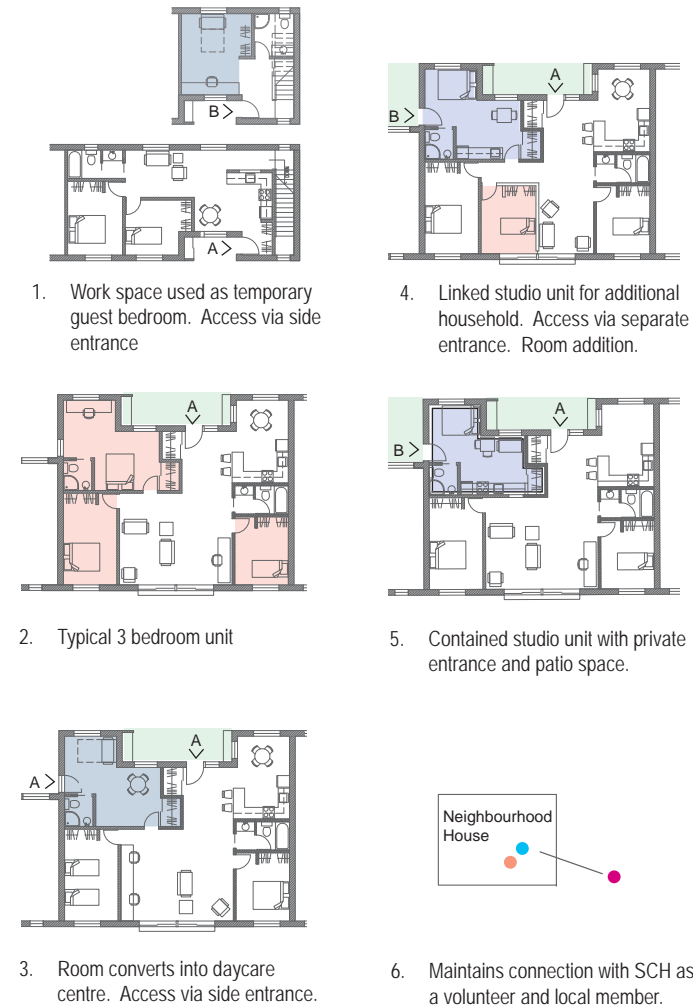 B >
A >
1. Work space used as temporary
guest bedroom. Access via side
entrance
A
2. Typical 3 bedroom unit
A
A >
3. Room converts into daycare
centre. Access via side entrance.
A
B >
4. Linked studio unit for additional
household. Access via separate
entrance. Room addition.
A
B >
5. Contained studio unit with private
entrance and patio space.
Neighbourhood
House
6. Maintains connection with SCH as
a volunteer and local member.